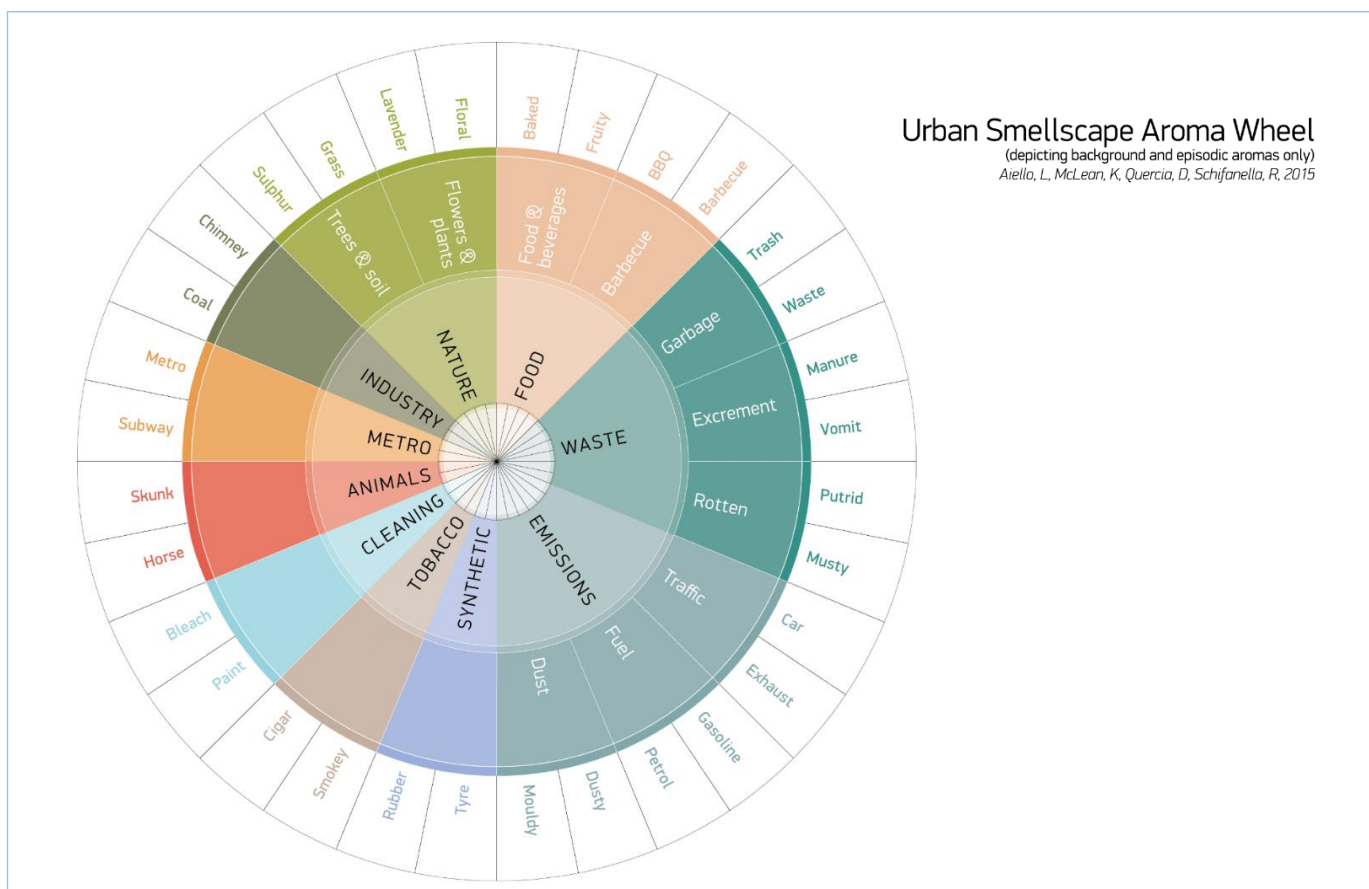 Urban Smellscape Aroma Wheel
(depicting background and episodic aromas only)
Aiello, L, McLean, K, Quercia, D, Schifanella, R, 2015
FOOD
Food &
beverages
Baked
Fruity
Barbecue
BBQ
Barbecue
WASTE
Garbage
Trash
Waste
Excrement
Manure
Vomit
Rotten
Putrid
Musty
EMISSIONS
Traffic
Car
Exhaust
Fuel
Gasoline
Petrol
Dust
Dusty
Mouldy
SYNTHETIC
Tyre
Rubber
TOBACCO
Smokey
Cigar
CLEANING
Paint
Bleach
ANIMALS
Horse
Skunk
METRO
Subway
Metro
INDUSTRY
Coal
Chimney
NATURE
Trees & soil
Sulphur
Grass
Flowers &
plants
Lavender
Floral